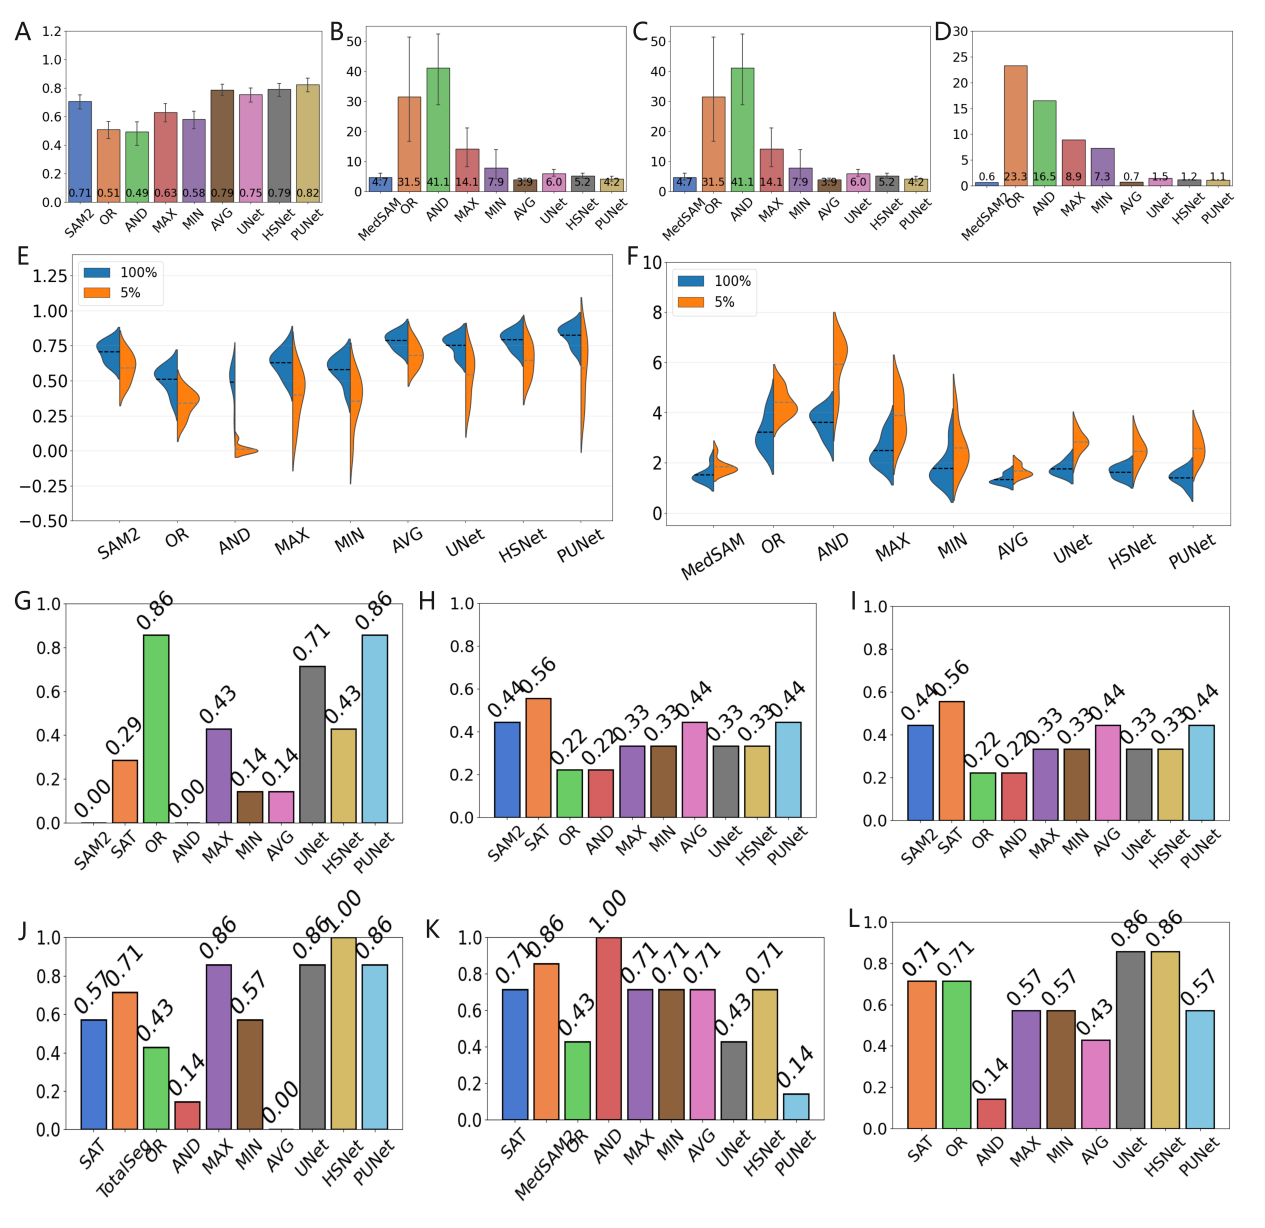 A
1.2
1.0
0.8
0.6
0.4
0.2
0.0
0.71 0.51 0.49 0.63 0.58 0.79 0.75 0.79 0.82
SAM2 OR AND MAX MIN AVG UNet HSNet PUNet
B
50
40
30
20
10
0
4.7 31.5 41.1 14.1 7.9 3.9 6.0 5.2 4.2
MedSAM OR AND MAX MIN AVG UNet HSNet PUNet
C
50
40
30
20
10
0
4.7 31.5 41.1 14.1 7.9 3.9 6.0 5.2 4.2
MedSAM OR AND MAX MIN AVG UNet HSNet PUNet
D
30
25
20
15
10
5
0
0.6 23.3 16.5 8.9 7.3 0.7 1.5 1.2 1.1
MedSAM2 OR AND MAX MIN AVG UNet HSNet PUNet
E
100%
5%
1.25
1.00
0.75
0.50
0.25
0.00
−0.25
−0.50
SAM2 OR AND MAX MIN AVG UNet HSNet PUNet
F
100%
5%
10
8
6
4
2
0
MedSAM OR AND MAX MIN AVG UNet HSNet PUNet
G
1.0
0.8
0.6
0.4
0.2
0.0
0.00 0.29 0.86 0.00 0.43 0.14 0.14 0.71 0.43 0.86
SAM2 SAT OR AND MAX MIN AVG UNet HSNet PUNet
H
1.0
0.8
0.6
0.4
0.2
0.0
0.44 0.56 0.22 0.22 0.33 0.33 0.44 0.33 0.33 0.44
SAM2 SAT OR AND MAX MIN AVG UNet HSNet PUNet
I
1.0
0.8
0.6
0.4
0.2
0.0
0.44 0.56 0.22 0.22 0.33 0.33 0.44 0.33 0.33 0.44
SAM2 SAT OR AND MAX MIN AVG UNet HSNet PUNet
J
1.0
0.8
0.6
0.4
0.2
0.0
0.57 0.71 0.43 0.14 0.86 0.57 0.00 0.86 1.00 0.86
SAT TotalSeg OR AND MAX MIN AVG UNet HSNet PUNet
K
1.0
0.8
0.6
0.4
0.2
0.0
0.71 0.86 0.43 1.00 0.71 0.71 0.71 0.43 0.71 0.14
SAT MedSAM2 OR AND MAX MIN AVG UNet HSNet PUNet
L
1.0
0.8
0.6
0.4
0.2
0.0
0.71 0.71 0.14 0.57 0.57 0.43 0.86 0.86 0.57
SAT OR AND MAX MIN AVG UNet HSNet PUNet